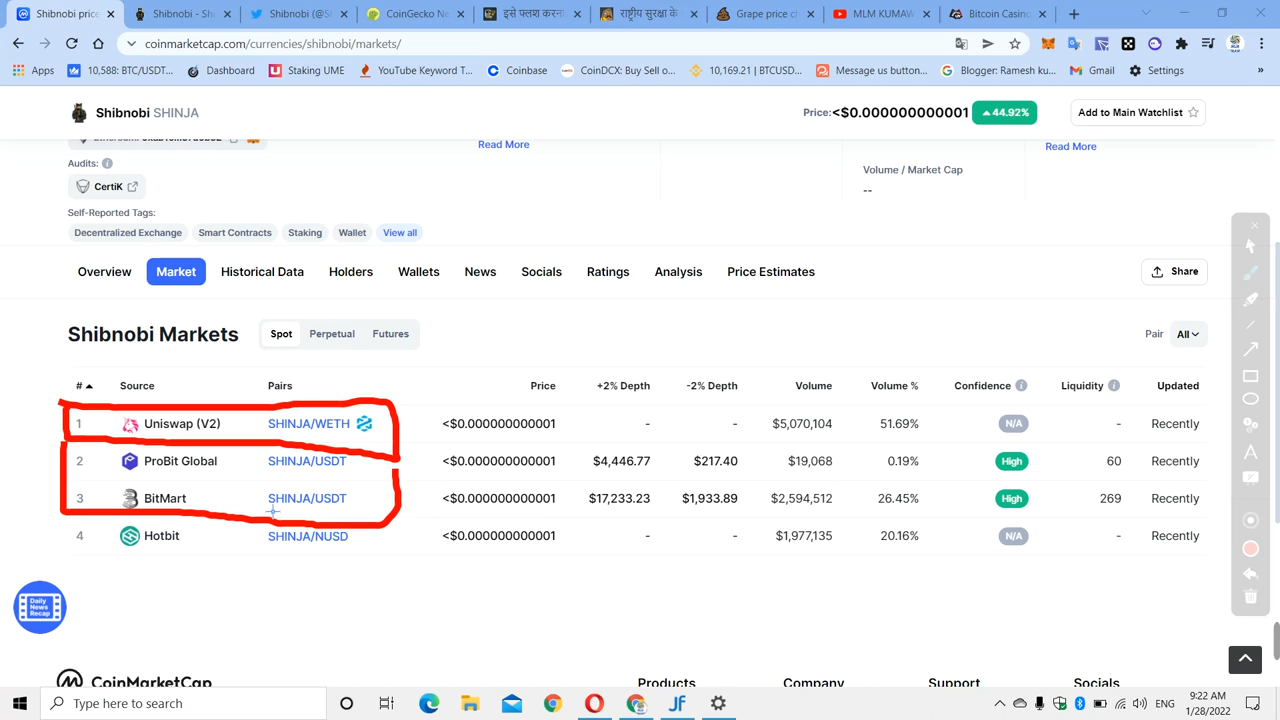 Shibnobi price
Shibnobi - She
Shibnobi (@Sh
CoinGecko Ne
इसे फ्लश करना
राष्ट्रीय सुरक्षा के
Grape price ch
MLM KUMAW
Bitcoin Casino
coinmarketcap.com/currencies/shibnobi/markets/
Apps
10,588: BTC/USDT...
Dashboard
Staking UME
YouTube Keyword T...
Coinbase
CoinDCX: Buy Sell o...
10,169.21 | BTCUSD...
Message us button...
Blogger: Ramesh ku...
Gmail
Settings
»
Shibnobi SHINJA
Price:<$0.000000000001 44.92%
Add to Main Watchlist
Read More
Read More
Audits:
Volume / Market Cap
CertiK
--
Self-Reported Tags:
Decentralized Exchange Smart Contracts Staking Wallet View all
Overview Market Historical Data Holders Wallets News Socials Ratings Analysis Price Estimates
Share
Shibnobi Markets
Spot Perpetual Futures
Pair All
# Source Pairs Price +2% Depth -2% Depth Volume Volume % Confidence Liquidity Updated
1 Uniswap (V2) SHINJA/WETH <$0.000000000001 - - $5,070,104 51.69% N/A - Recently
2 ProBit Global SHINJA/USDT <$0.000000000001 $4,446.77 $217.40 $19,068 0.19% High 60 Recently
3 BitMart SHINJA/USDT <$0.000000000001 $17,233.23 $1,933.89 $2,594,512 26.45% High 269 Recently
4 Hotbit SHINJA/NUSD <$0.000000000001 - - $1,977,135 20.16% N/A - Recently
Daily
News
Recap
CoinMarketCap
Products Company Support Socials
Type here to search
ENG
9:22 AM
1/28/2022